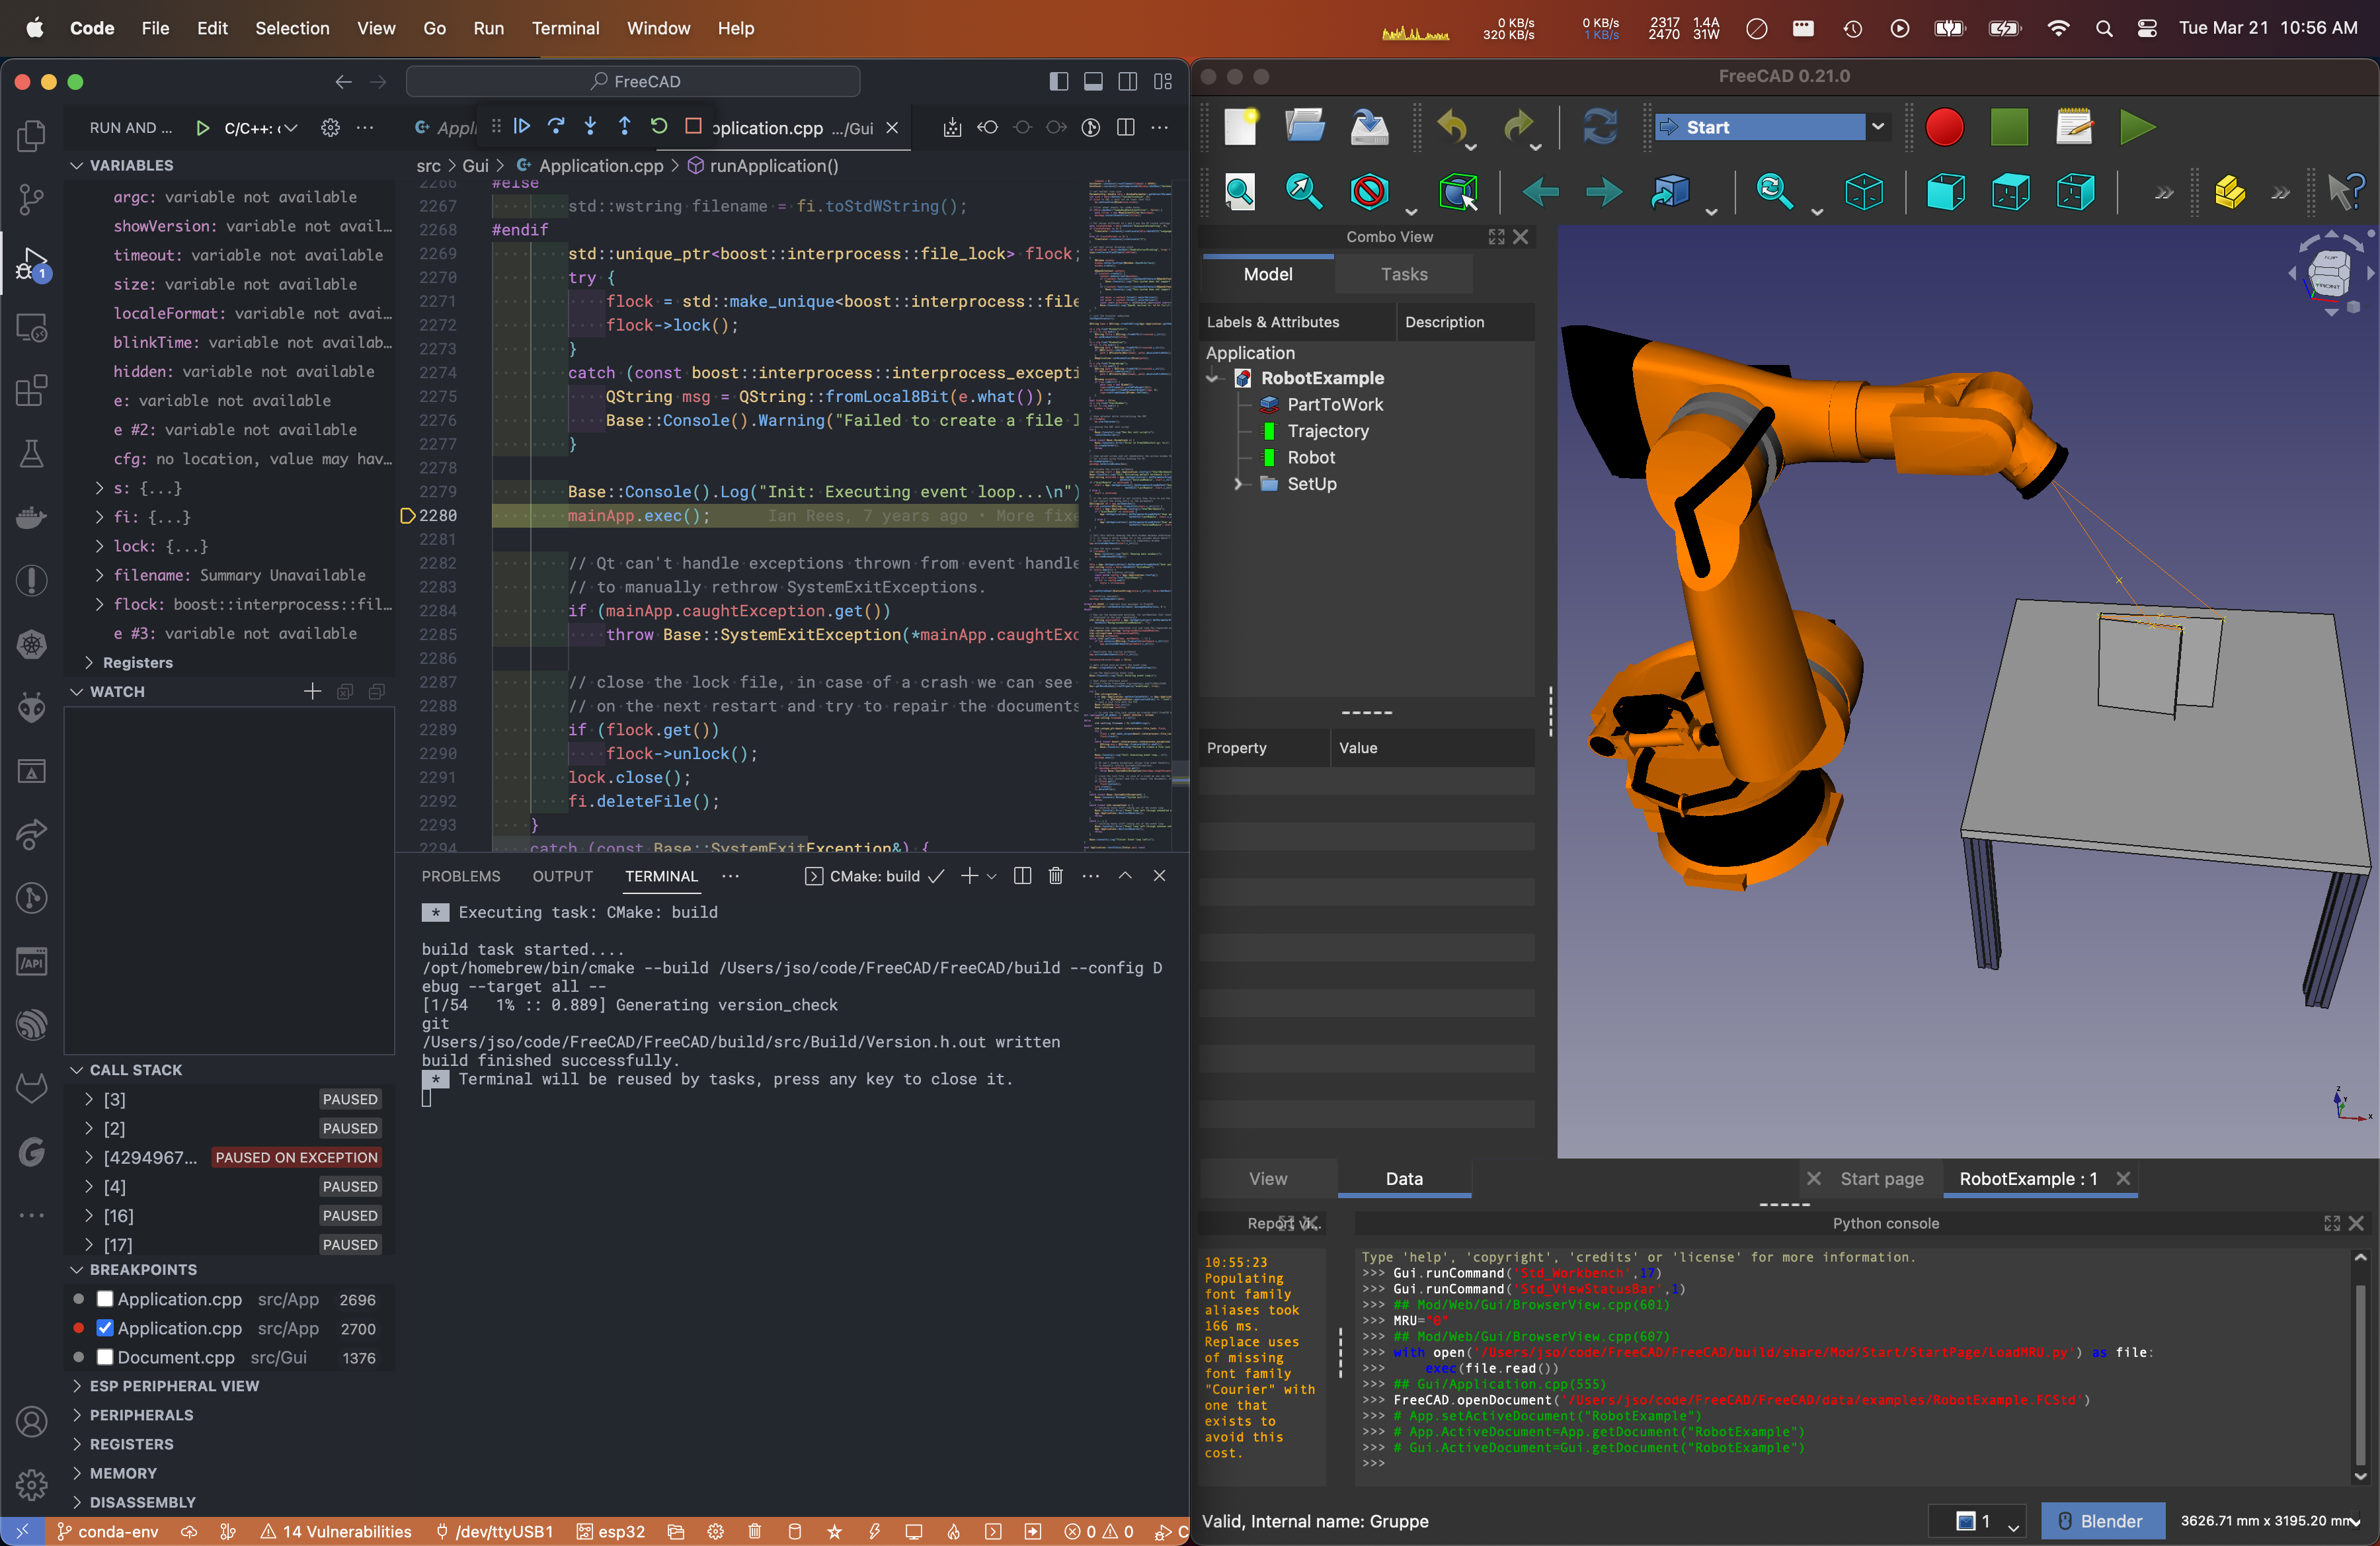 Code File Edit Selection View Go Run Terminal Window Help
0 KB/s
320 KB/s
0 KB/s
1 KB/s
2317
2470
1.4A
31W
Tue Mar 21 10:56 AM
FreeCAD
RUN AND ...
C/C++: (
Appli
pplication.cpp .../Gui
src > Gui > Application.cpp > runApplication()
VARIABLES
argc: variable not available
showVersion: variable not avail...
timeout: variable not available
size: variable not available
localeFormat: variable not avai...
blinkTime: variable not availab...
hidden: variable not available
e: variable not available
e #2: variable not available
cfg: no location, value may hav...
s: {...}
fi: {...}
lock: {...}
filename: Summary Unavailable
flock: boost::interprocess::fil...
e #3: variable not available
Registers
WATCH
CALL STACK
[3] PAUSED
[2] PAUSED
[4294967... PAUSED ON EXCEPTION
[4] PAUSED
[16] PAUSED
[17] PAUSED
BREAKPOINTS
Application.cpp src/App 2696
Application.cpp src/App 2700
Document.cpp src/Gui 1376
ESP PERIPHERAL VIEW
PERIPHERALS
REGISTERS
MEMORY
DISASSEMBLY
1
/API
2266 #else
2267 std::wstring filename = fi.toStdWString();
2268 #endif
2269 std::unique_ptr<boost::interprocess::file_lock> flock;
2270 try {
2271 flock = std::make_unique<boost::interprocess::file
2272 flock->lock();
2273 }
2274 catch (const boost::interprocess::interprocess_excepti
2275 QString msg = QString::fromLocal8Bit(e.what());
2276 Base::Console().Warning("Failed to create a file l
2277 }
2278
2279 Base::Console().Log("Init: Executing event loop...\n")
2280 mainApp.exec(); Ian Rees, 7 years ago • More fixe
2281
2282 // Qt can't handle exceptions thrown from event handle
2283 // to manually rethrow SystemExitExceptions.
2284 if (mainApp.caughtException.get())
2285 throw Base::SystemExitException(*mainApp.caughtExc
2286
2287 // close the lock file, in case of a crash we can see
2288 // on the next restart and try to repair the documents
2289 if (flock.get())
2290 flock->unlock();
2291 lock.close();
2292 fi.deleteFile();
2293 }
2294 catch (const Base::SystemExitException&) {
PROBLEMS OUTPUT TERMINAL ... CMake: build
* Executing task: CMake: build
build task started....
/opt/homebrew/bin/cmake --build /Users/jso/code/FreeCAD/FreeCAD/build --config D
ebug --target all --
[1/54 1% :: 0.889] Generating version_check
git
/Users/jso/code/FreeCAD/FreeCAD/build/src/Build/Version.h.out written
build finished successfully.
* Terminal will be reused by tasks, press any key to close it.
conda-env 14 Vulnerabilities /dev/ttyUSB1 esp32 0 0 C
FreeCAD 0.21.0
Start
Combo View
Model Tasks
Labels & Attributes Description
Application
RobotExample
PartToWork
Trajectory
Robot
SetUp
Property Value
View Data
FRONT
Z
Y
X
Start page RobotExample : 1
Report vi...
10:55:23
Populating
font family
aliases took
166 ms.
Replace uses
of missing
font family
"Courier" with
one that
exists to
avoid this
cost.
Python console
Type 'help', 'copyright', 'credits' or 'license' for more information.
>>> Gui.runCommand('Std_Workbench',17)
>>> Gui.runCommand('Std_ViewStatusBar',1)
>>> ## Mod/Web/Gui/BrowserView.cpp(601)
>>> MRU="0"
>>> ## Mod/Web/Gui/BrowserView.cpp(607)
>>> with open('/Users/jso/code/FreeCAD/FreeCAD/build/share/Mod/Start/StartPage/LoadMRU.py') as file:
>>> exec(file.read())
>>> ## Gui/Application.cpp(555)
>>> FreeCAD.openDocument('/Users/jso/code/FreeCAD/FreeCAD/data/examples/RobotExample.FCStd')
>>> # App.setActiveDocument("RobotExample")
>>> # App.ActiveDocument=App.getDocument("RobotExample")
>>> # Gui.ActiveDocument=Gui.getDocument("RobotExample")
>>>
Valid, Internal name: Gruppe
1
Blender
3626.71 mm x 3195.20 mm